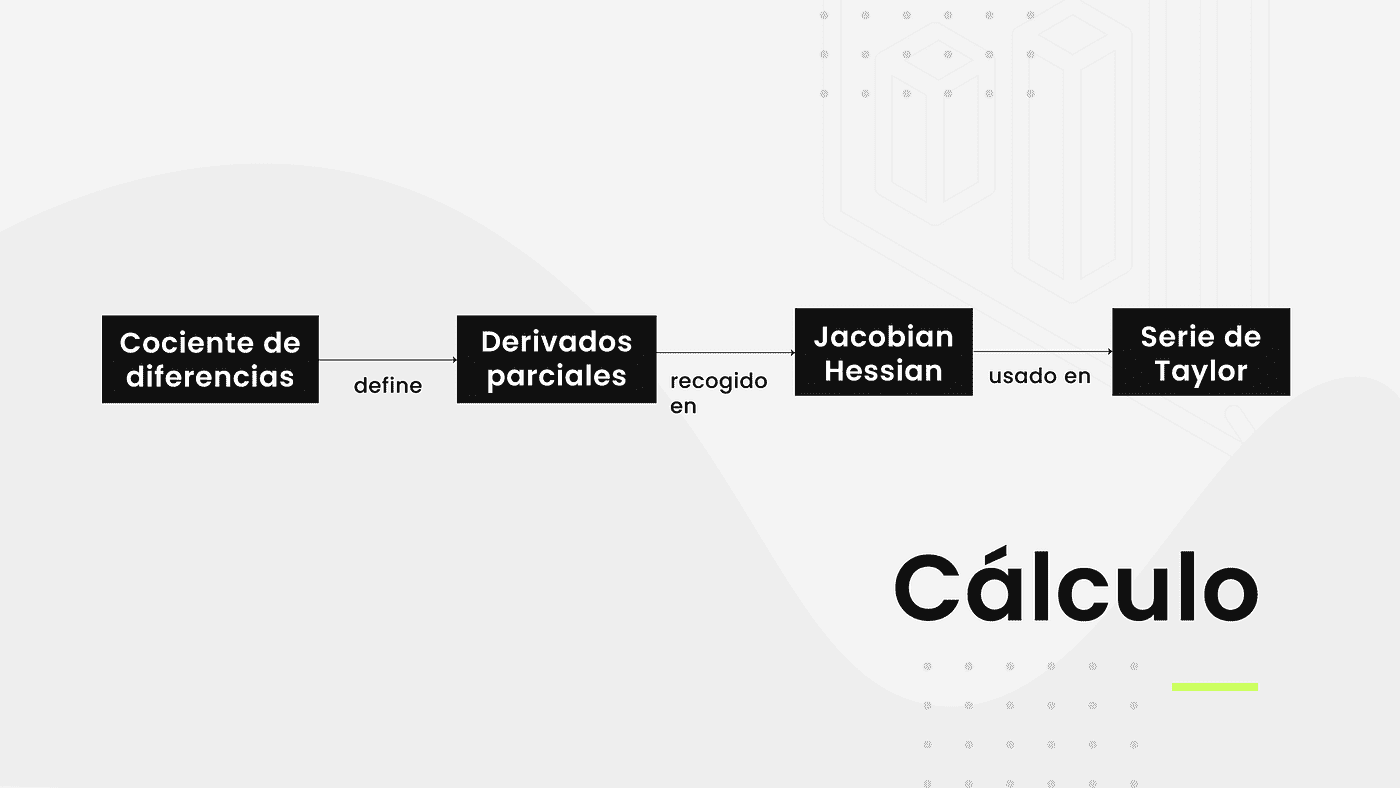 Cociente de
diferencias
define
Derivados
parciales
recogido
en
Jacobian
Hessian
usado en
Serie de
Taylor
Cálculo